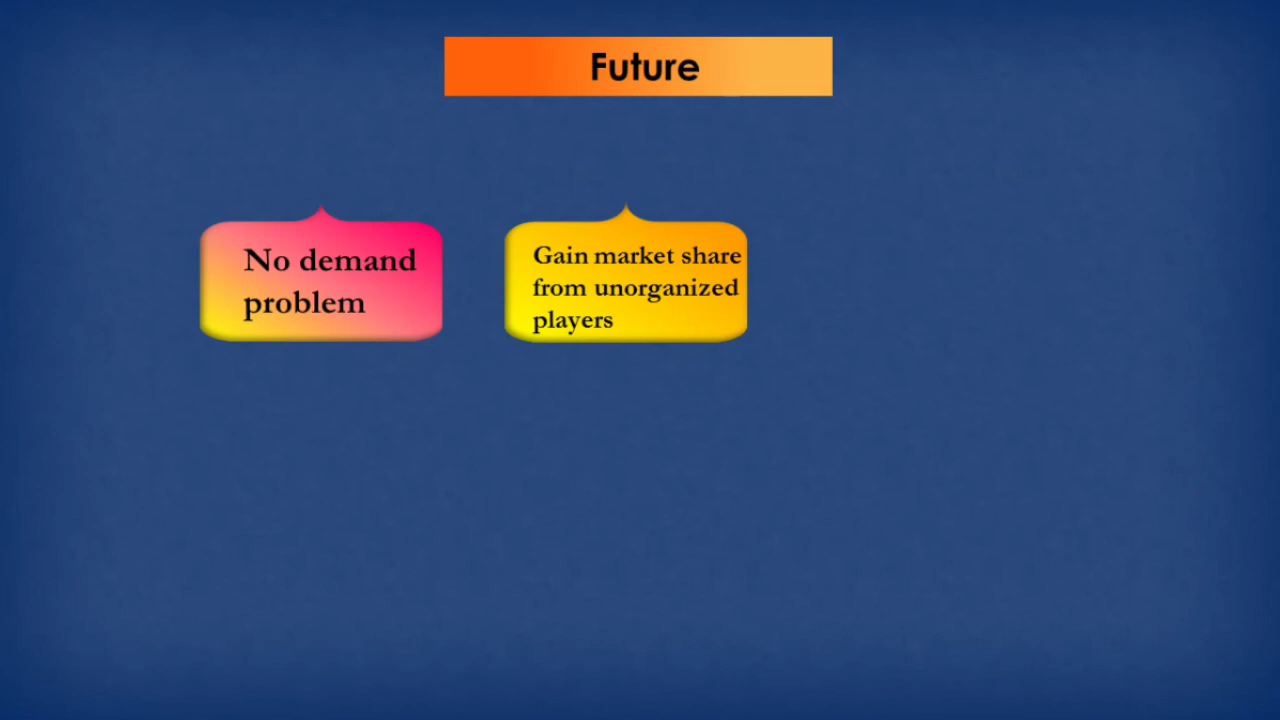 Future
No demand
problem
Gain market share
from unorganized
players